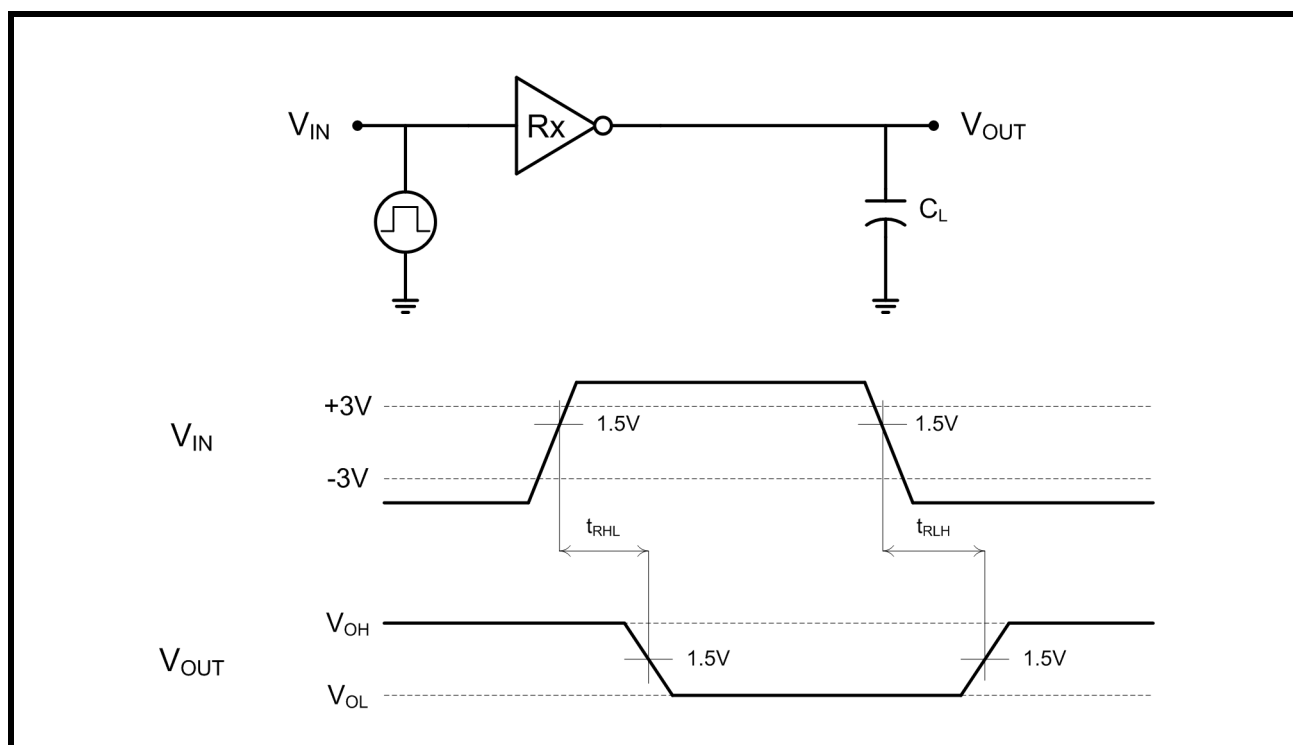 V_IN
Rx
V_OUT
C_L
+3V
1.5V
1.5V
V_IN
-3V
t_RHL
t_RLH
V_OH
V_OUT
1.5V
1.5V
V_OL